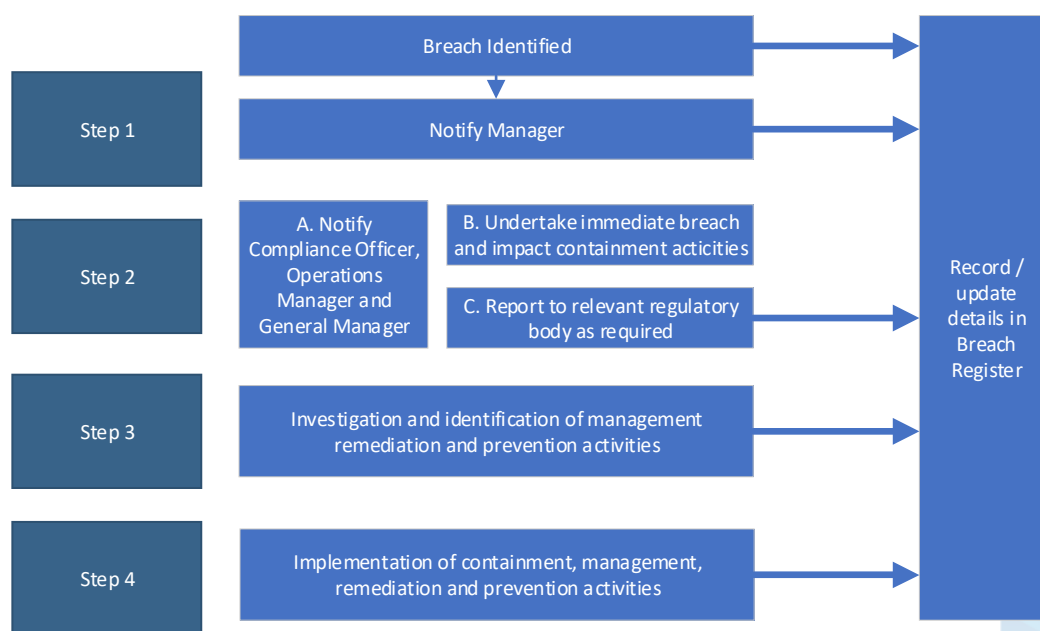 Breach Identified
Step 1
Notify Manager
Step 2
A. Notify
Compliance Officer,
Operations
Manager and
General Manager
B. Undertake immediate breach
and impact containment acticities
C. Report to relevant regulatory
body as required
Record /
update
details in
Breach
Register
Step 3
Investigation and identification of management
remediation and prevention activities
Step 4
Implementation of containment, management,
remediation and prevention activities